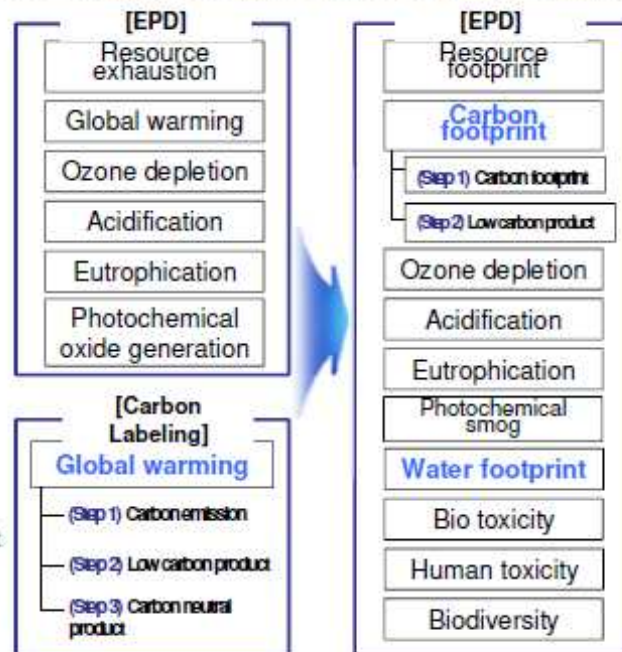 [EPD]
Resource
exhaustion
Global warming
Ozone depletion
Acidification
Eutrophication
Photochemical
oxide generation
[Carbon
Labeling]
Global warming
(Step 1) Carbon emission
(Step 2) Low carbon product
(Step 3) Carbon neutral
product
[EPD]
Resource
footprint
Carbon
footprint
(Step 1) Carbon footprint
(Step 2) Low carbon product
Ozone depletion
Acidification
Eutrophication
Photochemical
smog
Water footprint
Bio toxicity
Human toxicity
Biodiversity